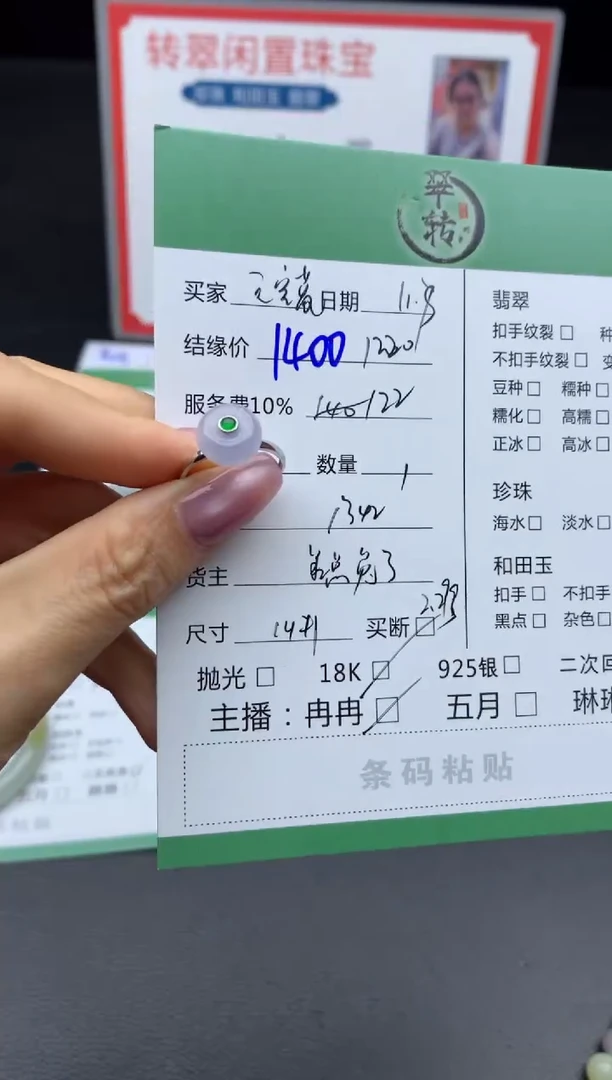 转翠闲置珠宝
翠转
买家 日期 11.
结缘价 1400 1220
服务费10% 140 122
数量 1
1342
货主
尺寸 14 买断□
抛光□ 18K□ 925银□ 二次回
主播：冉冉□ 五月□ 琳琳
条码粘贴
翡翠
扣手纹裂□ 种
不扣手纹裂□ 变
豆种□ 糯种□
糯化□ 高糯□
正冰□ 高冰□
珍珠
海水□ 淡水□
和田玉
扣手□ 不扣手
黑点□ 杂色□